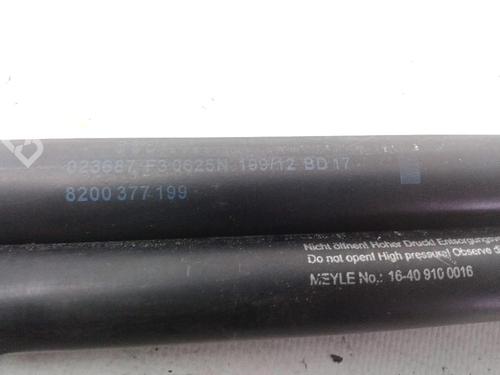 023687 F3 0625N 199/12 BD 17
8200 377 199
Nicht öffnen! Hoher Druck! Entsorgungsv
Do not open! High pressure! Observe d
MEYLE No.: 16-40 910 0016